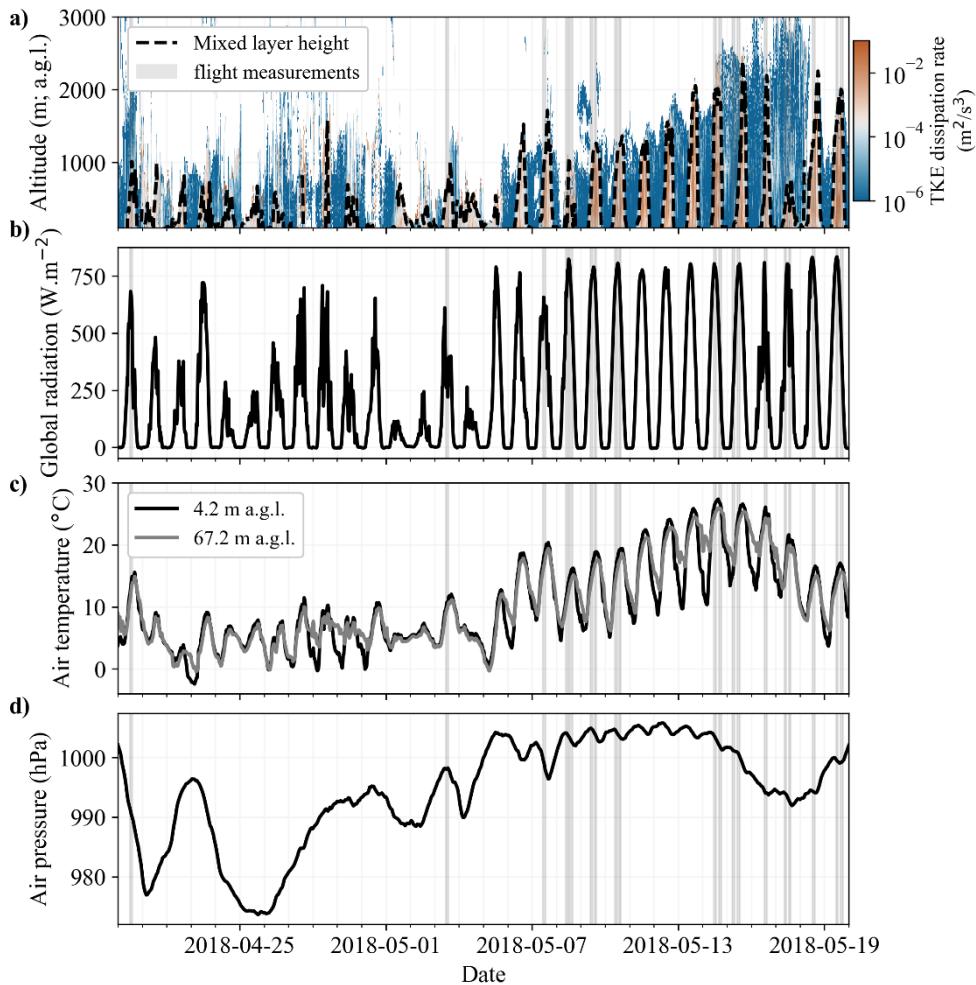 a)
3000
2000
1000
Altitude (m; a.g.l.)
Mixed layer height
flight measurements
10⁻²
10⁻⁴
10⁻⁶
TKE dissipation rate
(m²/s³)
b)
750
500
250
0
Global radiation (W.m⁻²)
c)
30
20
10
0
Air temperature (°C)
4.2 m a.g.l.
67.2 m a.g.l.
d)
1000
990
980
Air pressure (hPa)
2018-04-25
2018-05-01
2018-05-07
2018-05-13
2018-05-19
Date